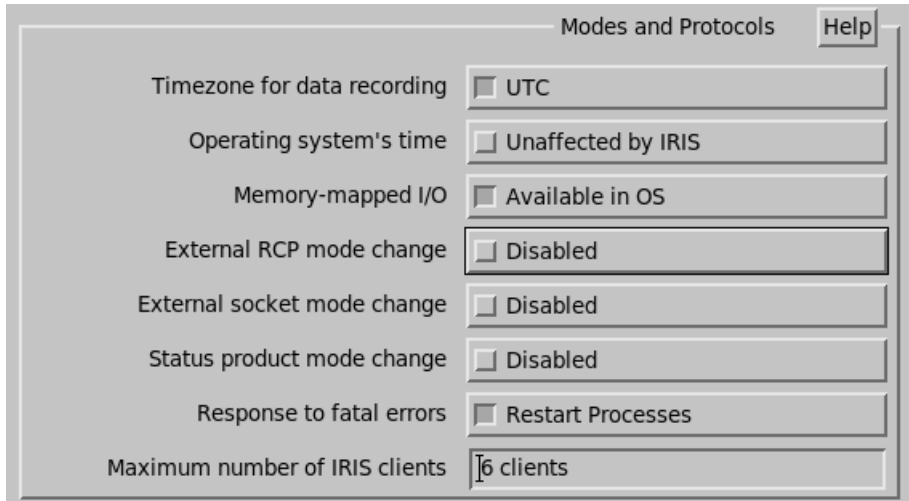 Modes and Protocols Help
Timezone for data recording UTC
Operating system's time Unaffected by IRIS
Memory-mapped I/O Available in OS
External RCP mode change Disabled
External socket mode change Disabled
Status product mode change Disabled
Response to fatal errors Restart Processes
Maximum number of IRIS clients 6 clients